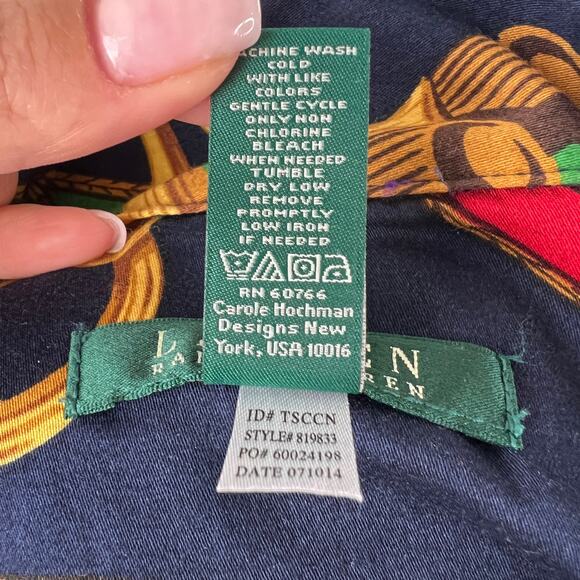 MACHINE WASH
COLD
WITH LIKE
COLORS
GENTLE CYCLE
ONLY NON
CHLORINE
BLEACH
WHEN NEEDED
TUMBLE
DRY LOW
REMOVE
PROMPTLY
LOW IRON
IF NEEDED
RN 60766
Carole Hochman
Designs New
York, USA 10016
ID# TSCCN
STYLE# 819833
PO# 60024198
DATE 071014